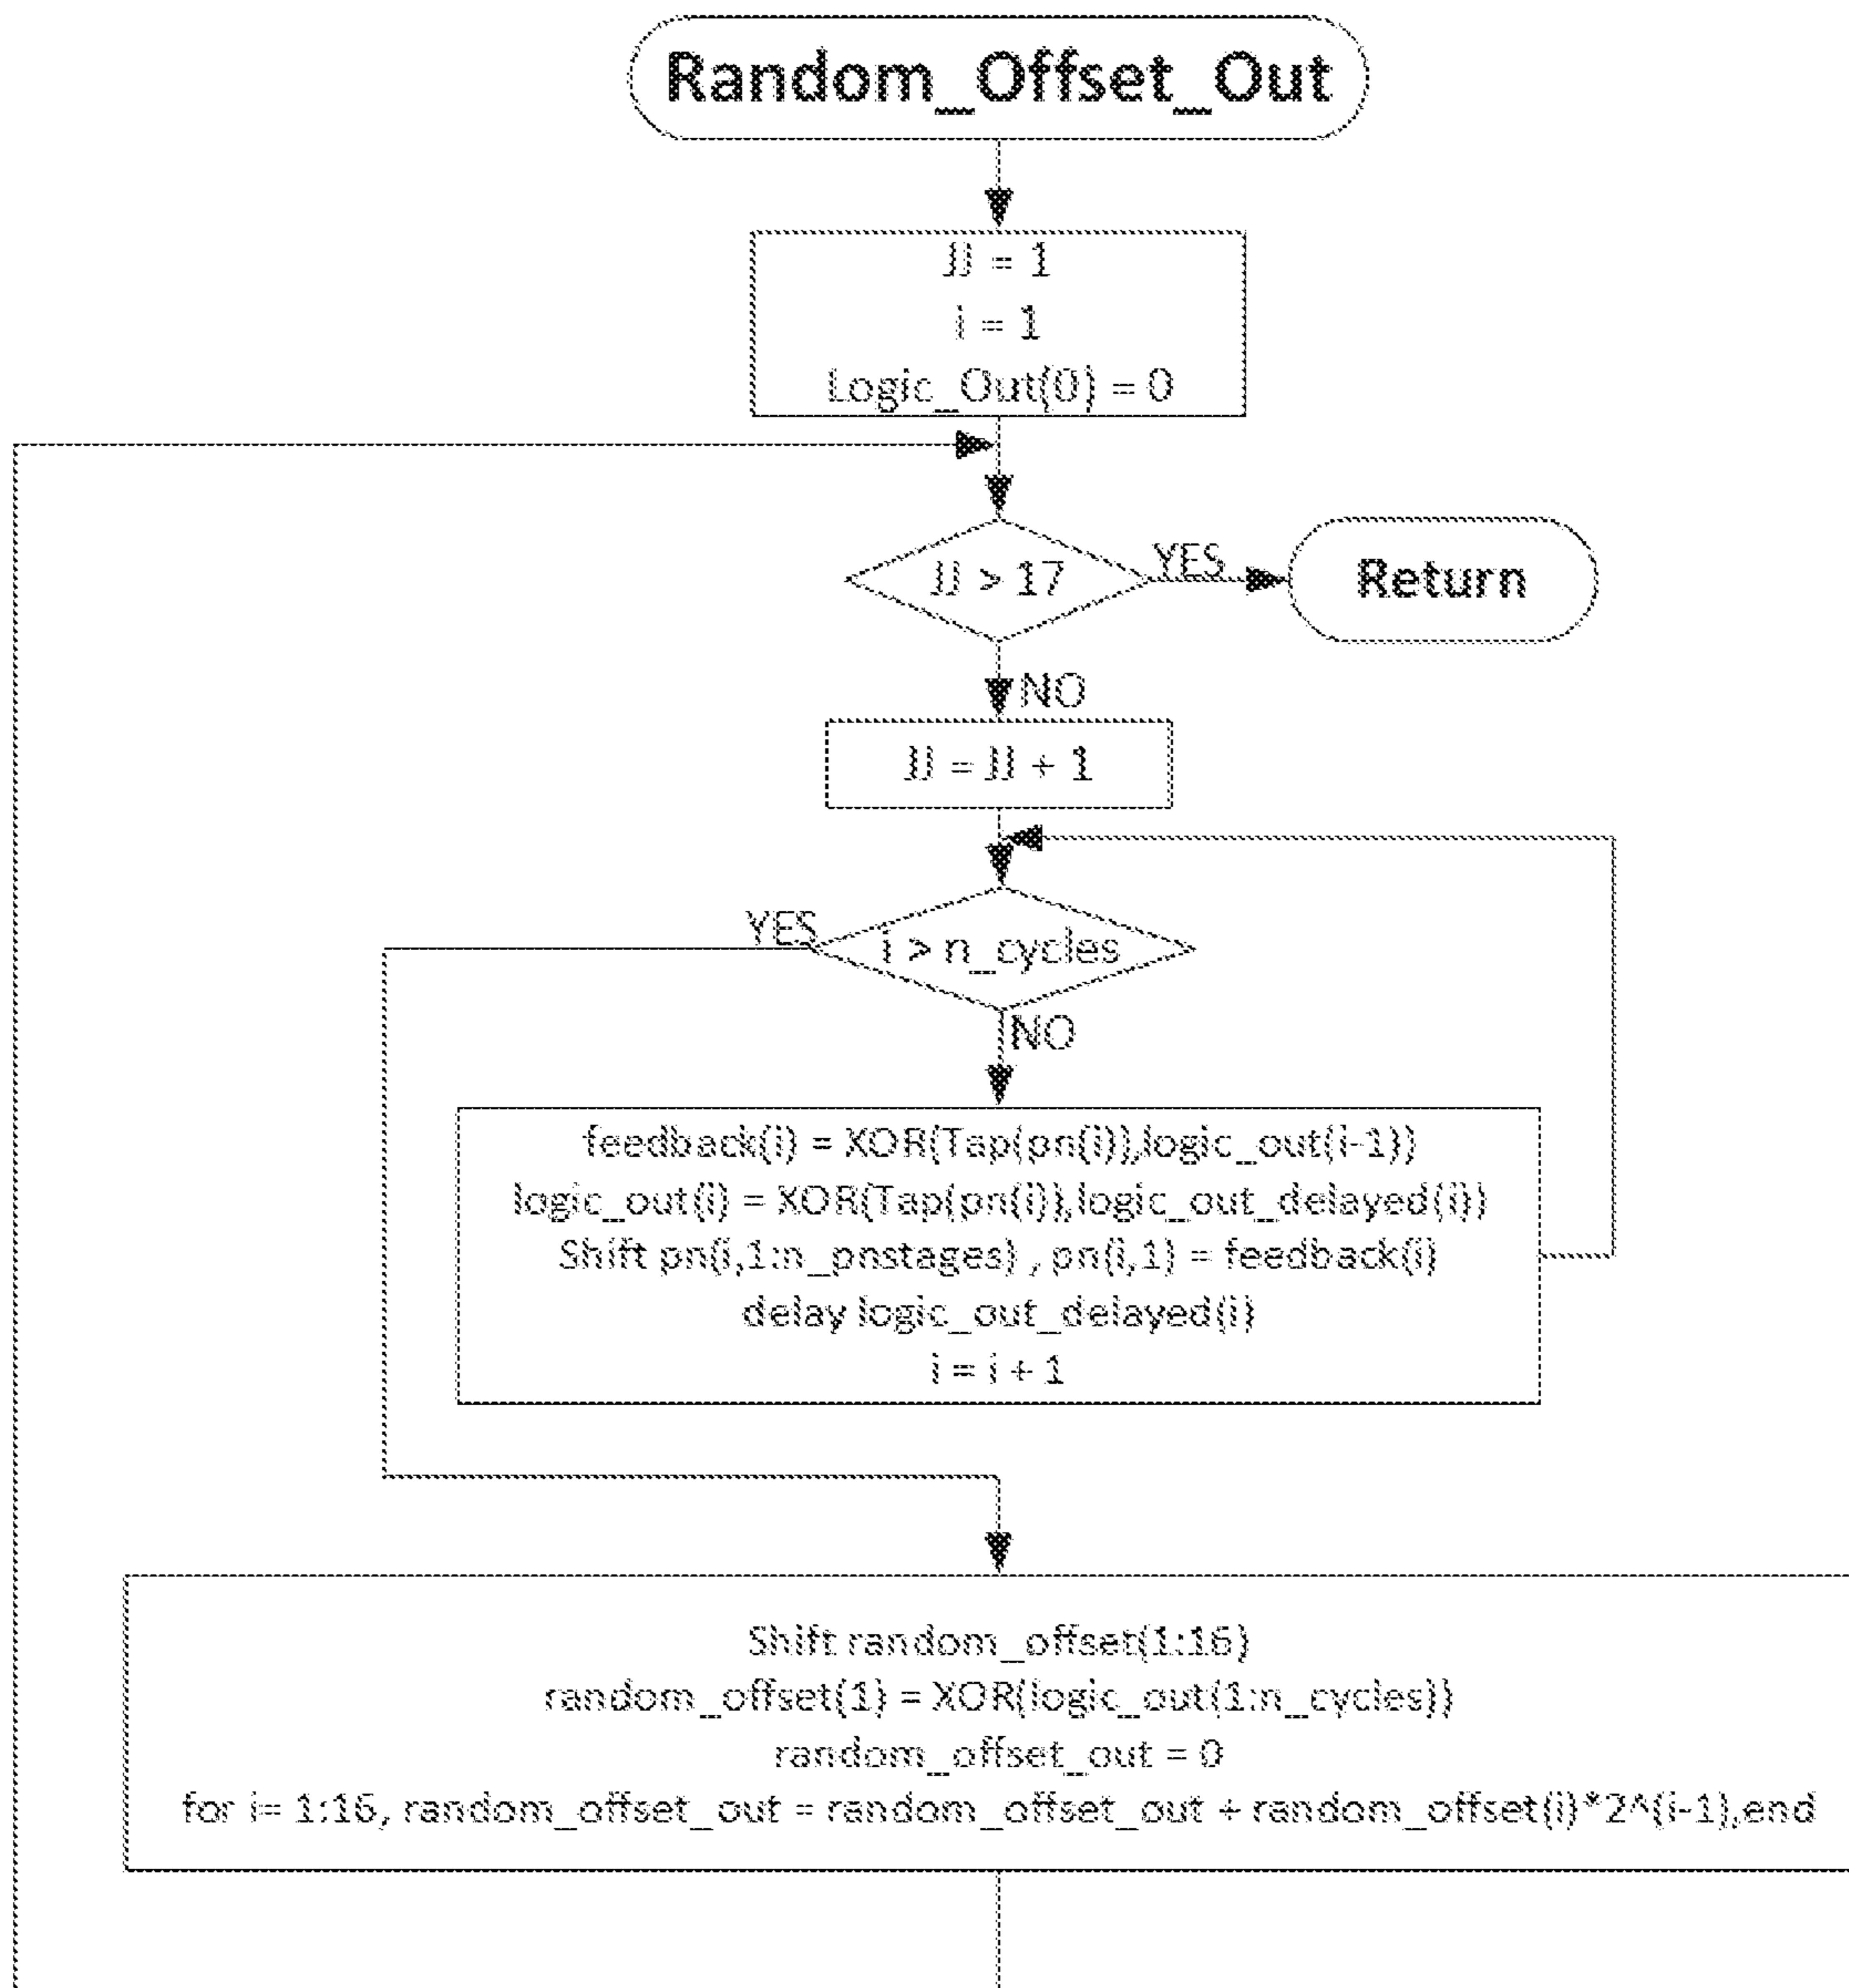 Random_Offset_Out
JJ = 1
i = 1
Logic_Out(0) = 0
JJ > 17
YES
Return
NO
JJ = JJ + 1
YES
i > n_cycles
NO
feedback(i) = XOR(Tap(pn(i)),logic_out(i-1))
logic_out(i) = XOR(Tap(pn(i)),logic_out_delayed(i))
Shift pn(i,1:n_pnstages) , pn(i,1) = feedback(i)
delay logic_out_delayed(i)
i = i + 1
Shift random_offset(1:16)
random_offset(1) = XOR(logic_out(1:n_cycles))
random_offset_out = 0
for i= 1:16, random_offset_out = random_offset_out + random_offset(i)*2^(i-1),end